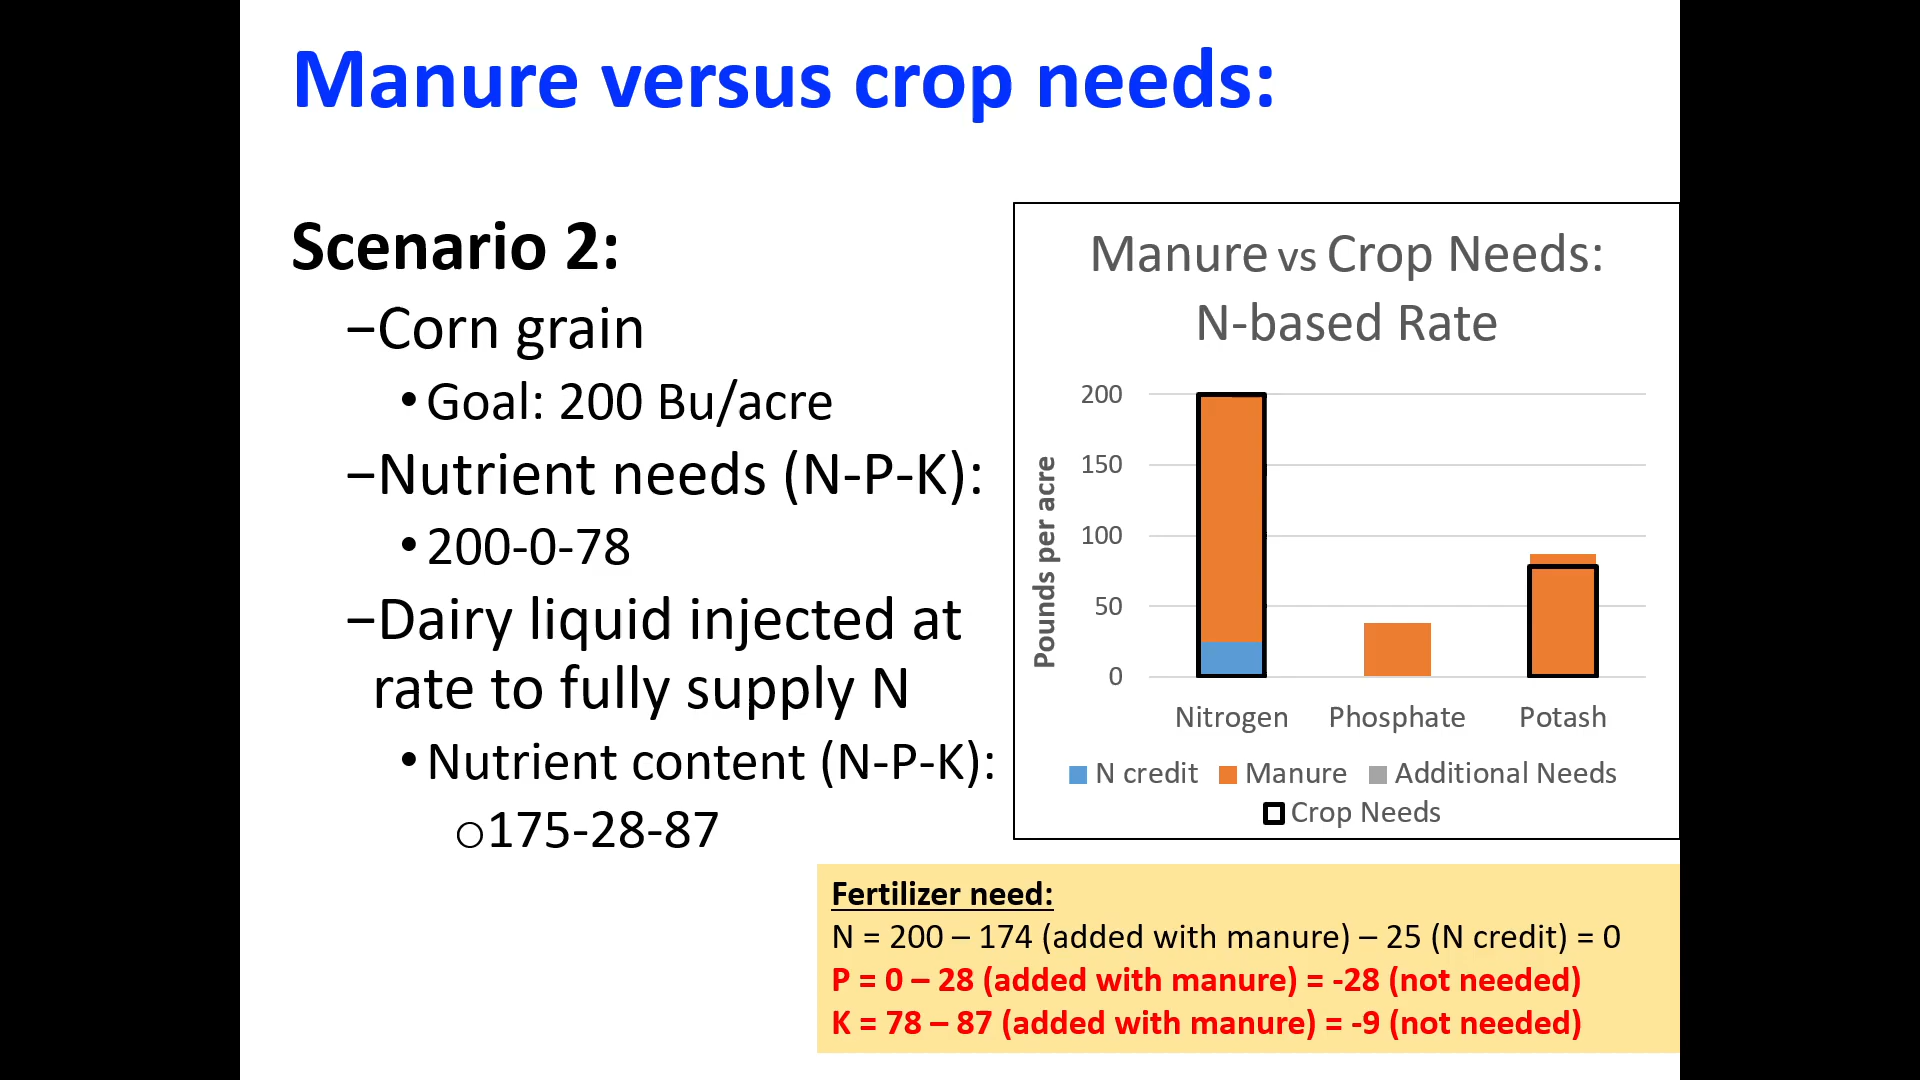 Manure versus crop needs:
Scenario 2:
–Corn grain
•Goal: 200 Bu/acre
–Nutrient needs (N-P-K):
•200-0-78
–Dairy liquid injected at
rate to fully supply N
•Nutrient content (N-P-K):
o175-28-87
Manure vs Crop Needs:
N-based Rate
Pounds per acre
200
150
100
50
0
Nitrogen Phosphate Potash
N credit Manure Additional Needs
Crop Needs
Fertilizer need:
N = 200 – 174 (added with manure) – 25 (N credit) = 0
P = 0 – 28 (added with manure) = -28 (not needed)
K = 78 – 87 (added with manure) = -9 (not needed)